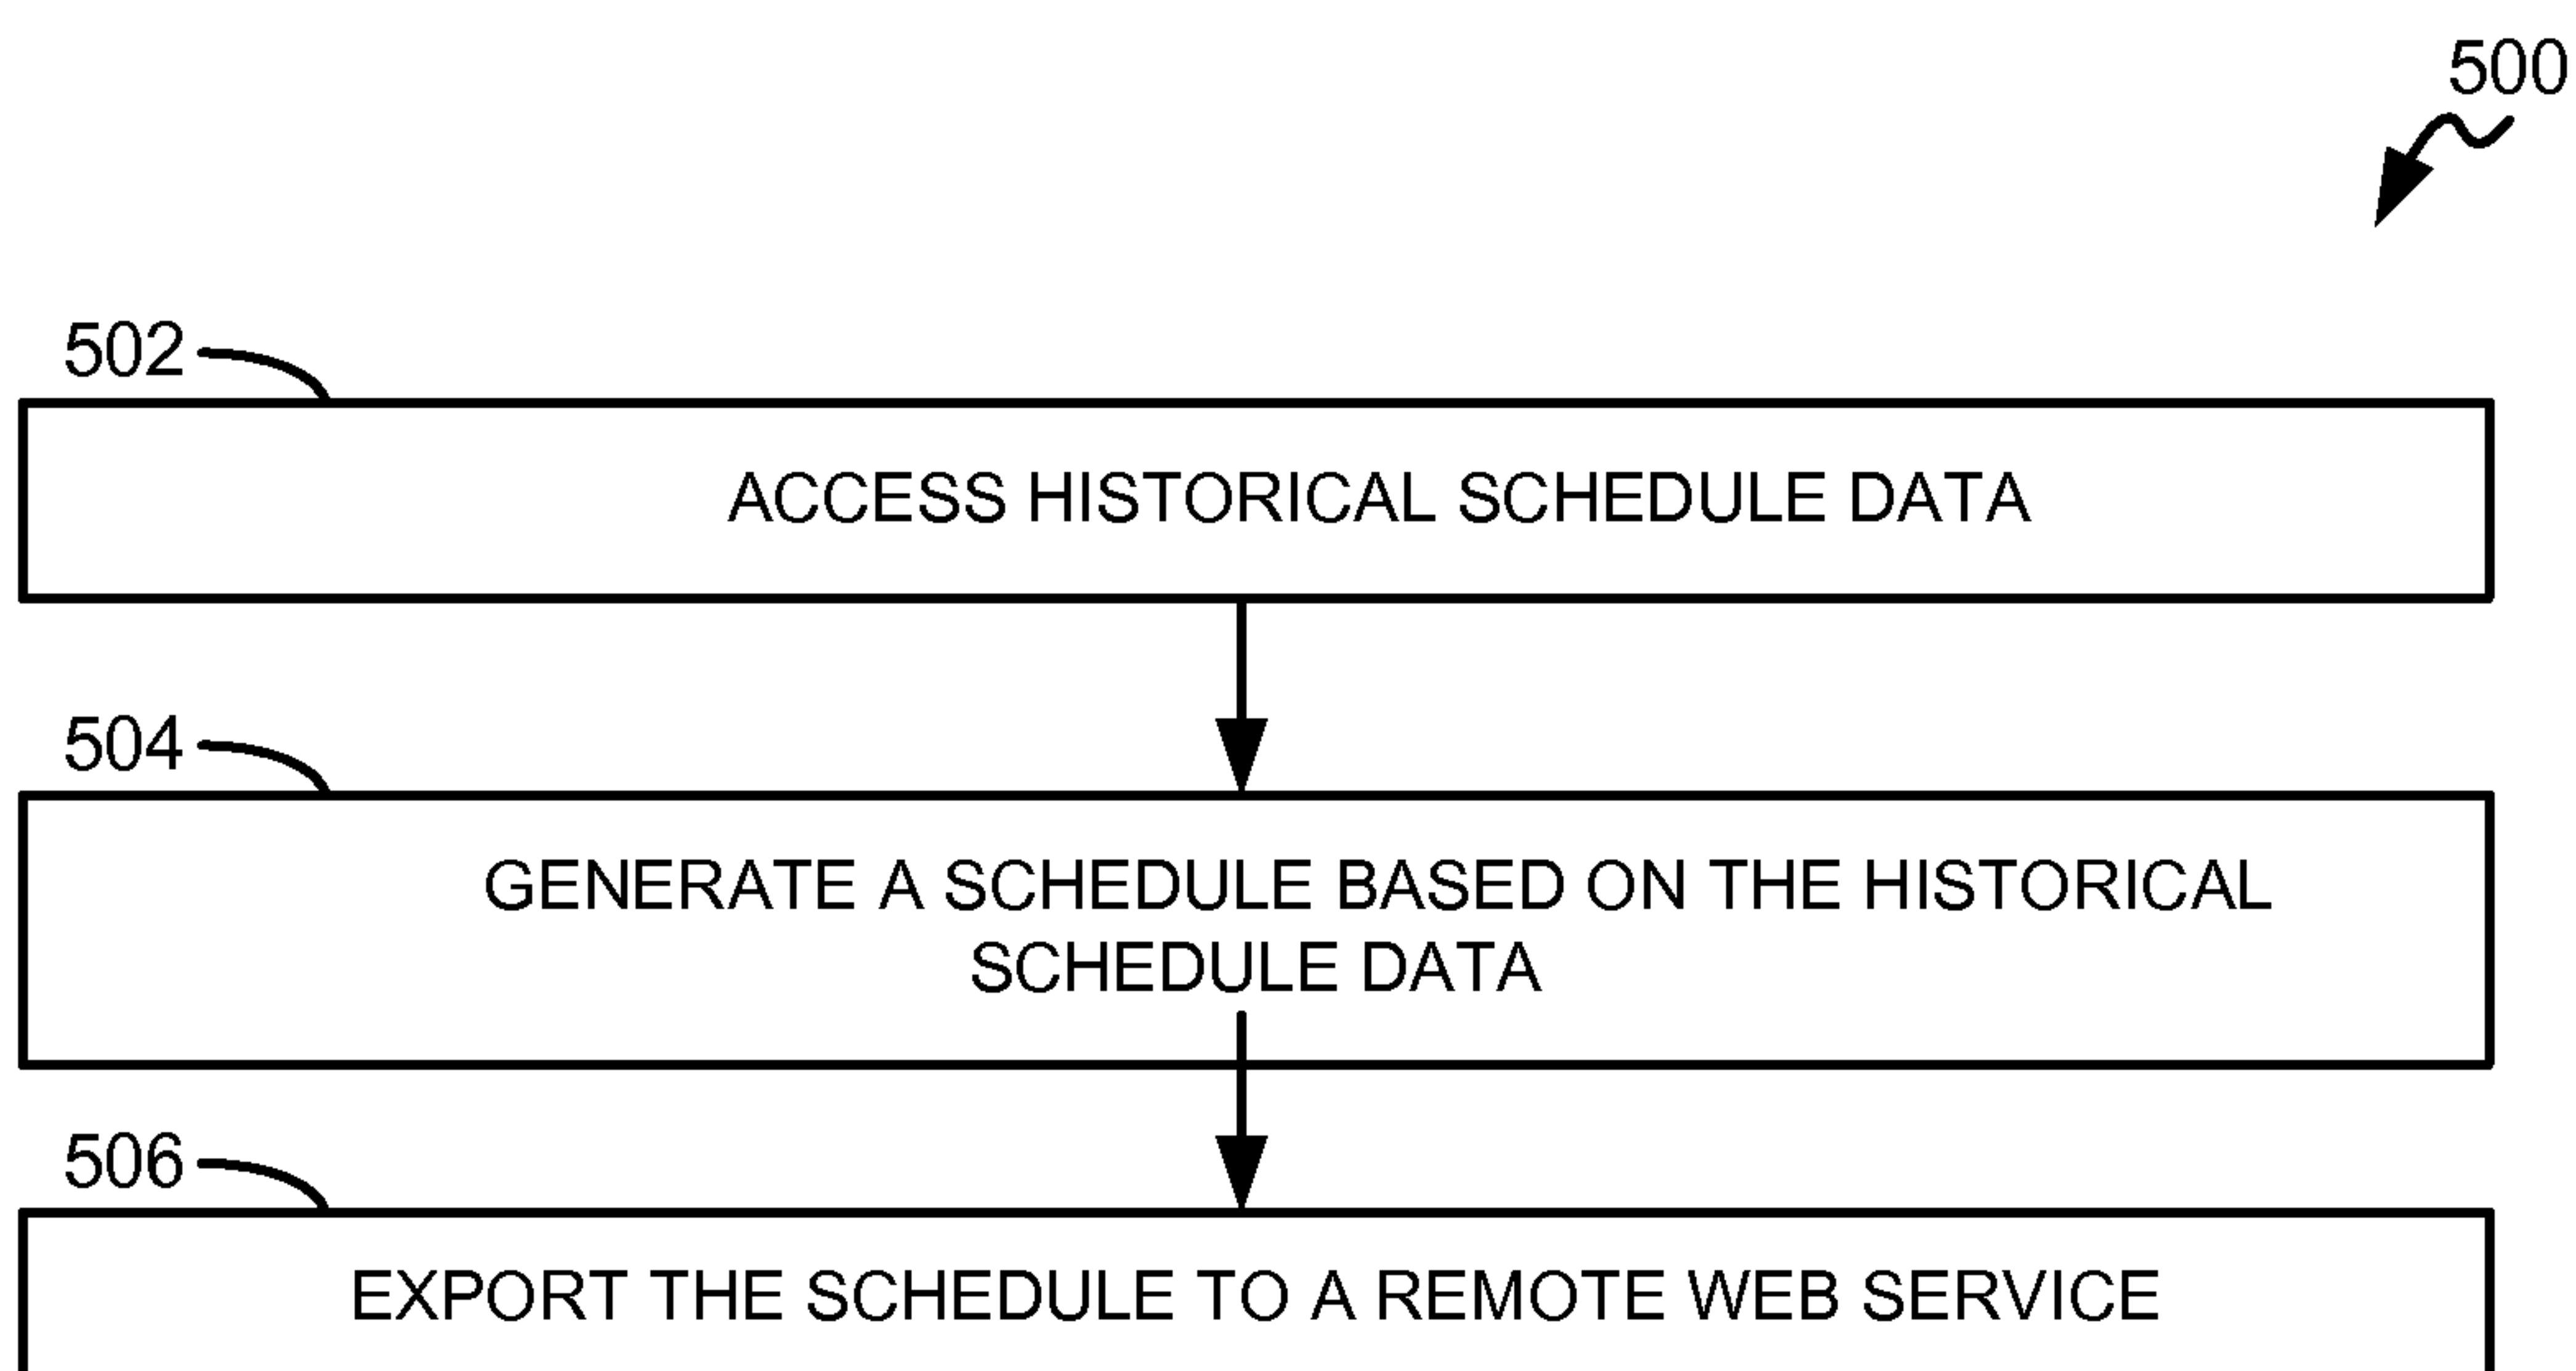 500
502
ACCESS HISTORICAL SCHEDULE DATA
504
GENERATE A SCHEDULE BASED ON THE HISTORICAL
SCHEDULE DATA
506
EXPORT THE SCHEDULE TO A REMOTE WEB SERVICE